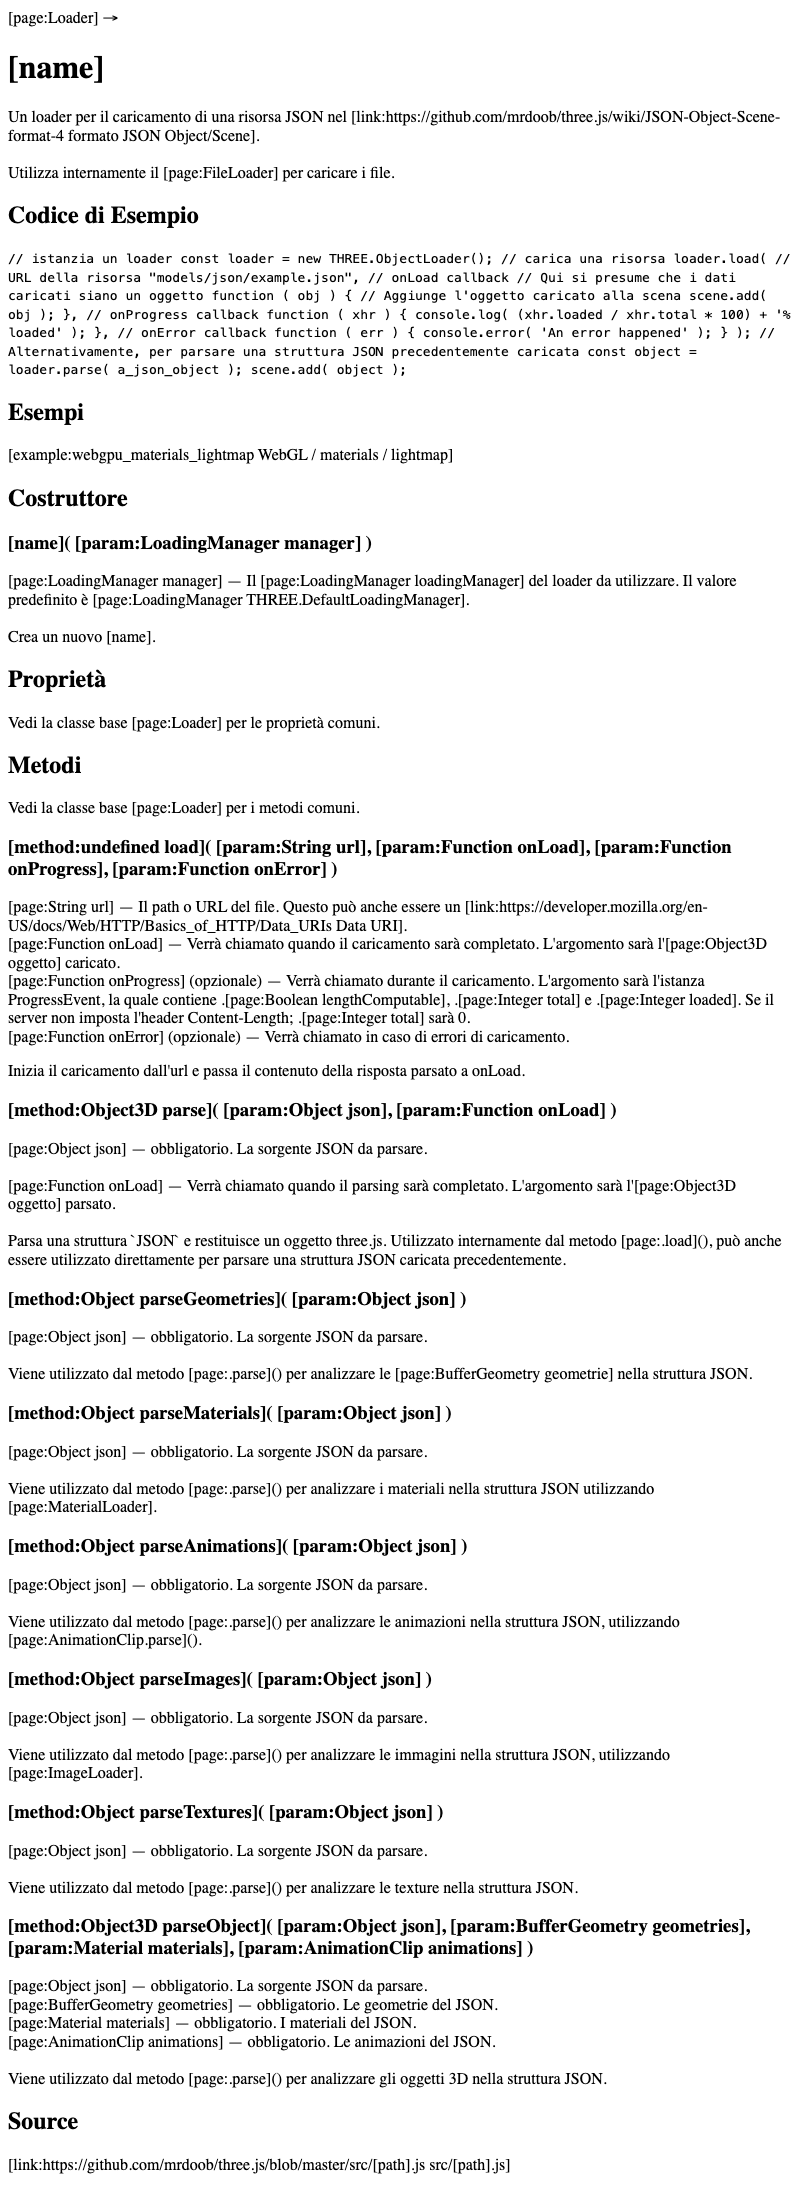 [page:Loader] →
[name]
Un loader per il caricamento di una risorsa JSON nel [link:https://github.com/mrdoob/three.js/wiki/JSON-Object-Scene-
format-4 formato JSON Object/Scene].
Utilizza internamente il [page:FileLoader] per caricare i file.
Codice di Esempio
// istanzia un loader const loader = new THREE.ObjectLoader(); // carica una risorsa loader.load( //
URL della risorsa "models/json/example.json", // onLoad callback // Qui si presume che i dati
caricati siano un oggetto function ( obj ) { // Aggiunge l'oggetto caricato alla scena scene.add(
obj ); }, // onProgress callback function ( xhr ) { console.log( (xhr.loaded / xhr.total * 100) + '%
loaded' ); }, // onError callback function ( err ) { console.error( 'An error happened' ); } ); //
Alternativamente, per parsare una struttura JSON precedentemente caricata const object =
loader.parse( a_json_object ); scene.add( object );
Esempi
[example:webgpu_materials_lightmap WebGL / materials / lightmap]
Costruttore
[name]( [param:LoadingManager manager] )
[page:LoadingManager manager] — Il [page:LoadingManager loadingManager] del loader da utilizzare. Il valore
predefinito è [page:LoadingManager THREE.DefaultLoadingManager].
Crea un nuovo [name].
Proprietà
Vedi la classe base [page:Loader] per le proprietà comuni.
Metodi
Vedi la classe base [page:Loader] per i metodi comuni.
[method:undefined load]( [param:String url], [param:Function onLoad], [param:Function
onProgress], [param:Function onError] )
[page:String url] — Il path o URL del file. Questo può anche essere un [link:https://developer.mozilla.org/en-
US/docs/Web/HTTP/Basics_of_HTTP/Data_URIs Data URI].
[page:Function onLoad] — Verrà chiamato quando il caricamento sarà completato. L'argomento sarà l'[page:Object3D
oggetto] caricato.
[page:Function onProgress] (opzionale) — Verrà chiamato durante il caricamento. L'argomento sarà l'istanza
ProgressEvent, la quale contiene .[page:Boolean lengthComputable], .[page:Integer total] e .[page:Integer loaded]. Se il
server non imposta l'header Content-Length; .[page:Integer total] sarà 0.
[page:Function onError] (opzionale) — Verrà chiamato in caso di errori di caricamento.
Inizia il caricamento dall'url e passa il contenuto della risposta parsato a onLoad.
[method:Object3D parse]( [param:Object json], [param:Function onLoad] )
[page:Object json] — obbligatorio. La sorgente JSON da parsare.
[page:Function onLoad] — Verrà chiamato quando il parsing sarà completato. L'argomento sarà l'[page:Object3D
oggetto] parsato.
Parsa una struttura `JSON` e restituisce un oggetto three.js. Utilizzato internamente dal metodo [page:.load](), può anche
essere utilizzato direttamente per parsare una struttura JSON caricata precedentemente.
[method:Object parseGeometries]( [param:Object json] )
[page:Object json] — obbligatorio. La sorgente JSON da parsare.
Viene utilizzato dal metodo [page:.parse]() per analizzare le [page:BufferGeometry geometrie] nella struttura JSON.
[method:Object parseMaterials]( [param:Object json] )
[page:Object json] — obbligatorio. La sorgente JSON da parsare.
Viene utilizzato dal metodo [page:.parse]() per analizzare i materiali nella struttura JSON utilizzando
[page:MaterialLoader].
[method:Object parseAnimations]( [param:Object json] )
[page:Object json] — obbligatorio. La sorgente JSON da parsare.
Viene utilizzato dal metodo [page:.parse]() per analizzare le animazioni nella struttura JSON, utilizzando
[page:AnimationClip.parse]().
[method:Object parseImages]( [param:Object json] )
[page:Object json] — obbligatorio. La sorgente JSON da parsare.
Viene utilizzato dal metodo [page:.parse]() per analizzare le immagini nella struttura JSON, utilizzando
[page:ImageLoader].
[method:Object parseTextures]( [param:Object json] )
[page:Object json] — obbligatorio. La sorgente JSON da parsare.
Viene utilizzato dal metodo [page:.parse]() per analizzare le texture nella struttura JSON.
[method:Object3D parseObject]( [param:Object json], [param:BufferGeometry geometries],
[param:Material materials], [param:AnimationClip animations] )
[page:Object json] — obbligatorio. La sorgente JSON da parsare.
[page:BufferGeometry geometries] — obbligatorio. Le geometrie del JSON.
[page:Material materials] — obbligatorio. I materiali del JSON.
[page:AnimationClip animations] — obbligatorio. Le animazioni del JSON.
Viene utilizzato dal metodo [page:.parse]() per analizzare gli oggetti 3D nella struttura JSON.
Source
[link:https://github.com/mrdoob/three.js/blob/master/src/[path].js src/[path].js]